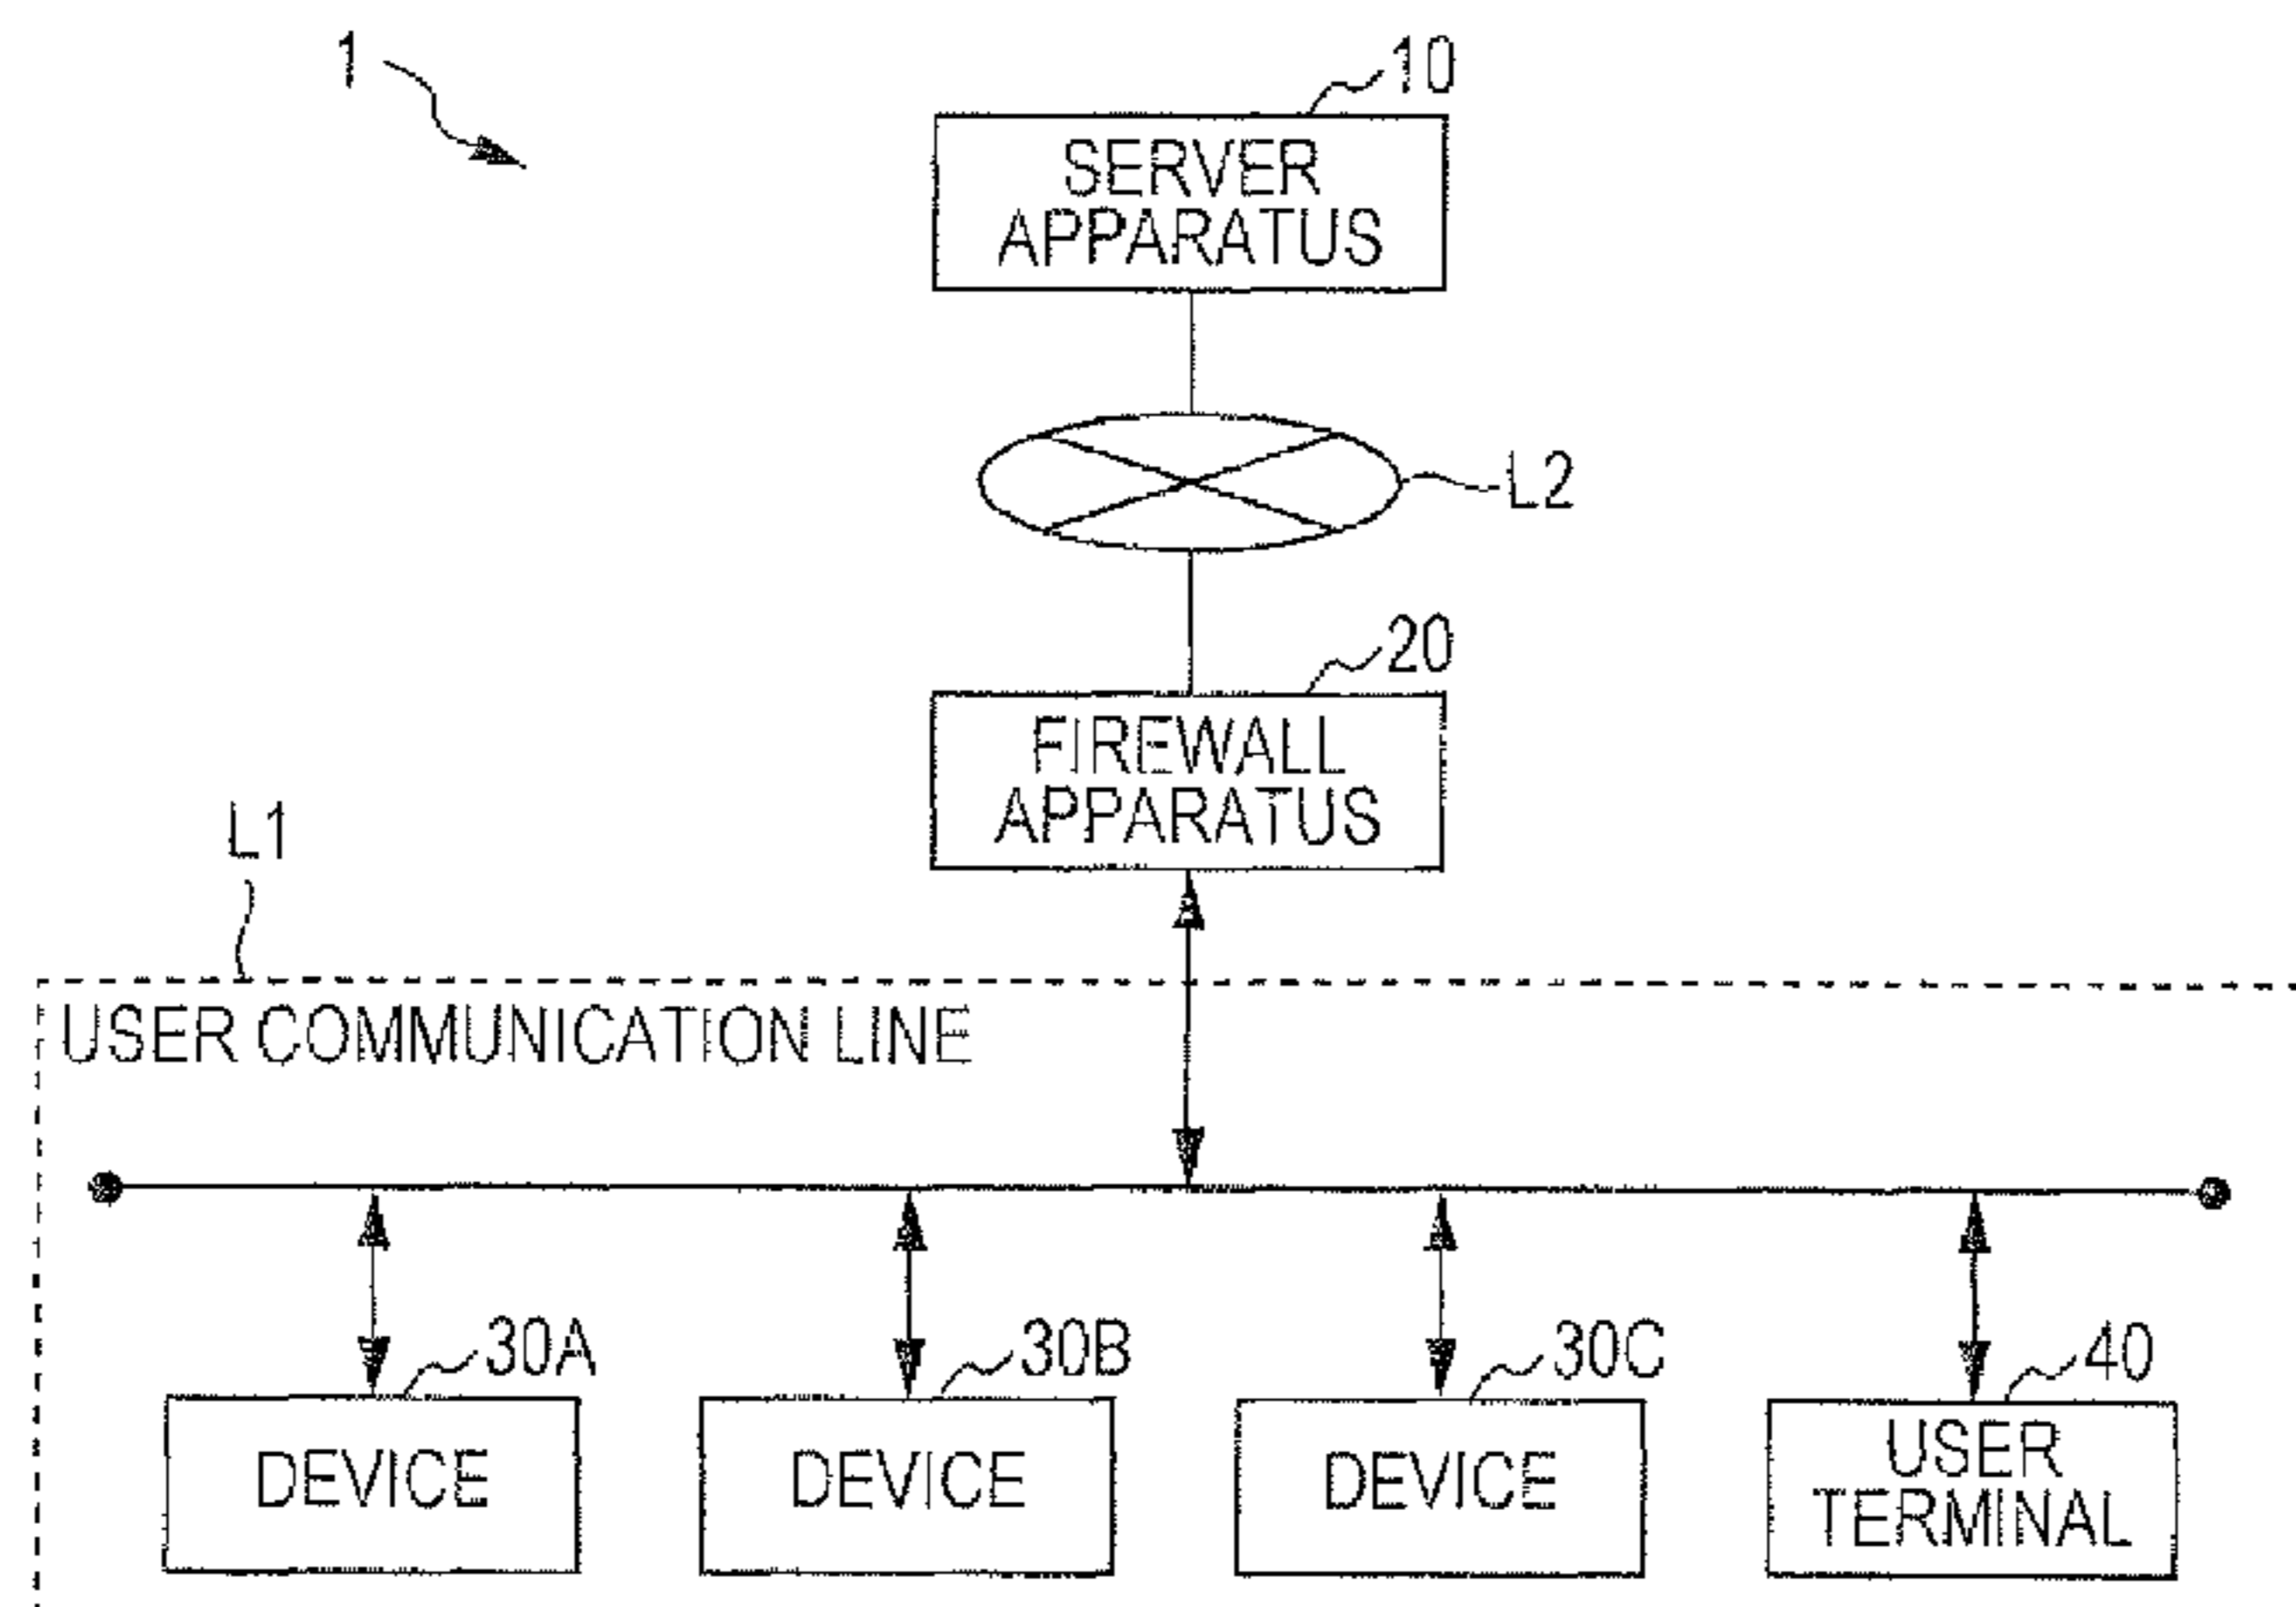 1
10
SERVER
APPARATUS
L2
20
FIREWALL
APPARATUS
L1
USER COMMUNICATION LINE
30A
30B
30C
40
DEVICE
DEVICE
DEVICE
USER
TERMINAL